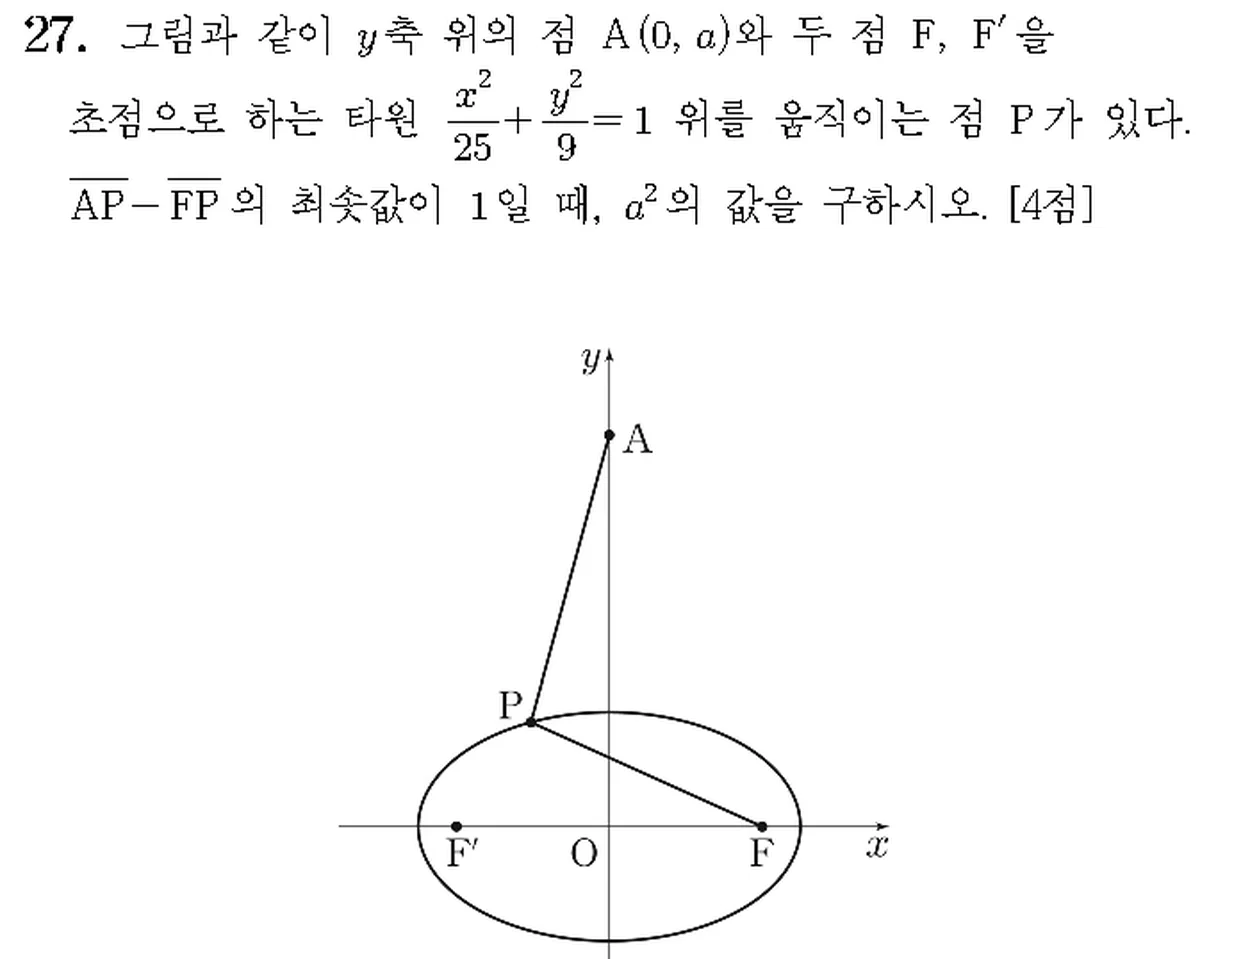 27. 그림과 같이 y축 위의 점 A(0, a)와 두 점 F, F′을
초점으로 하는 타원 x²/25 + y²/9 = 1 위를 움직이는 점 P가 있다.
A̅P̅ − F̅P̅의 최솟값이 1일 때, a²의 값을 구하시오. [4점]
y
A
P
F′
O
F
x